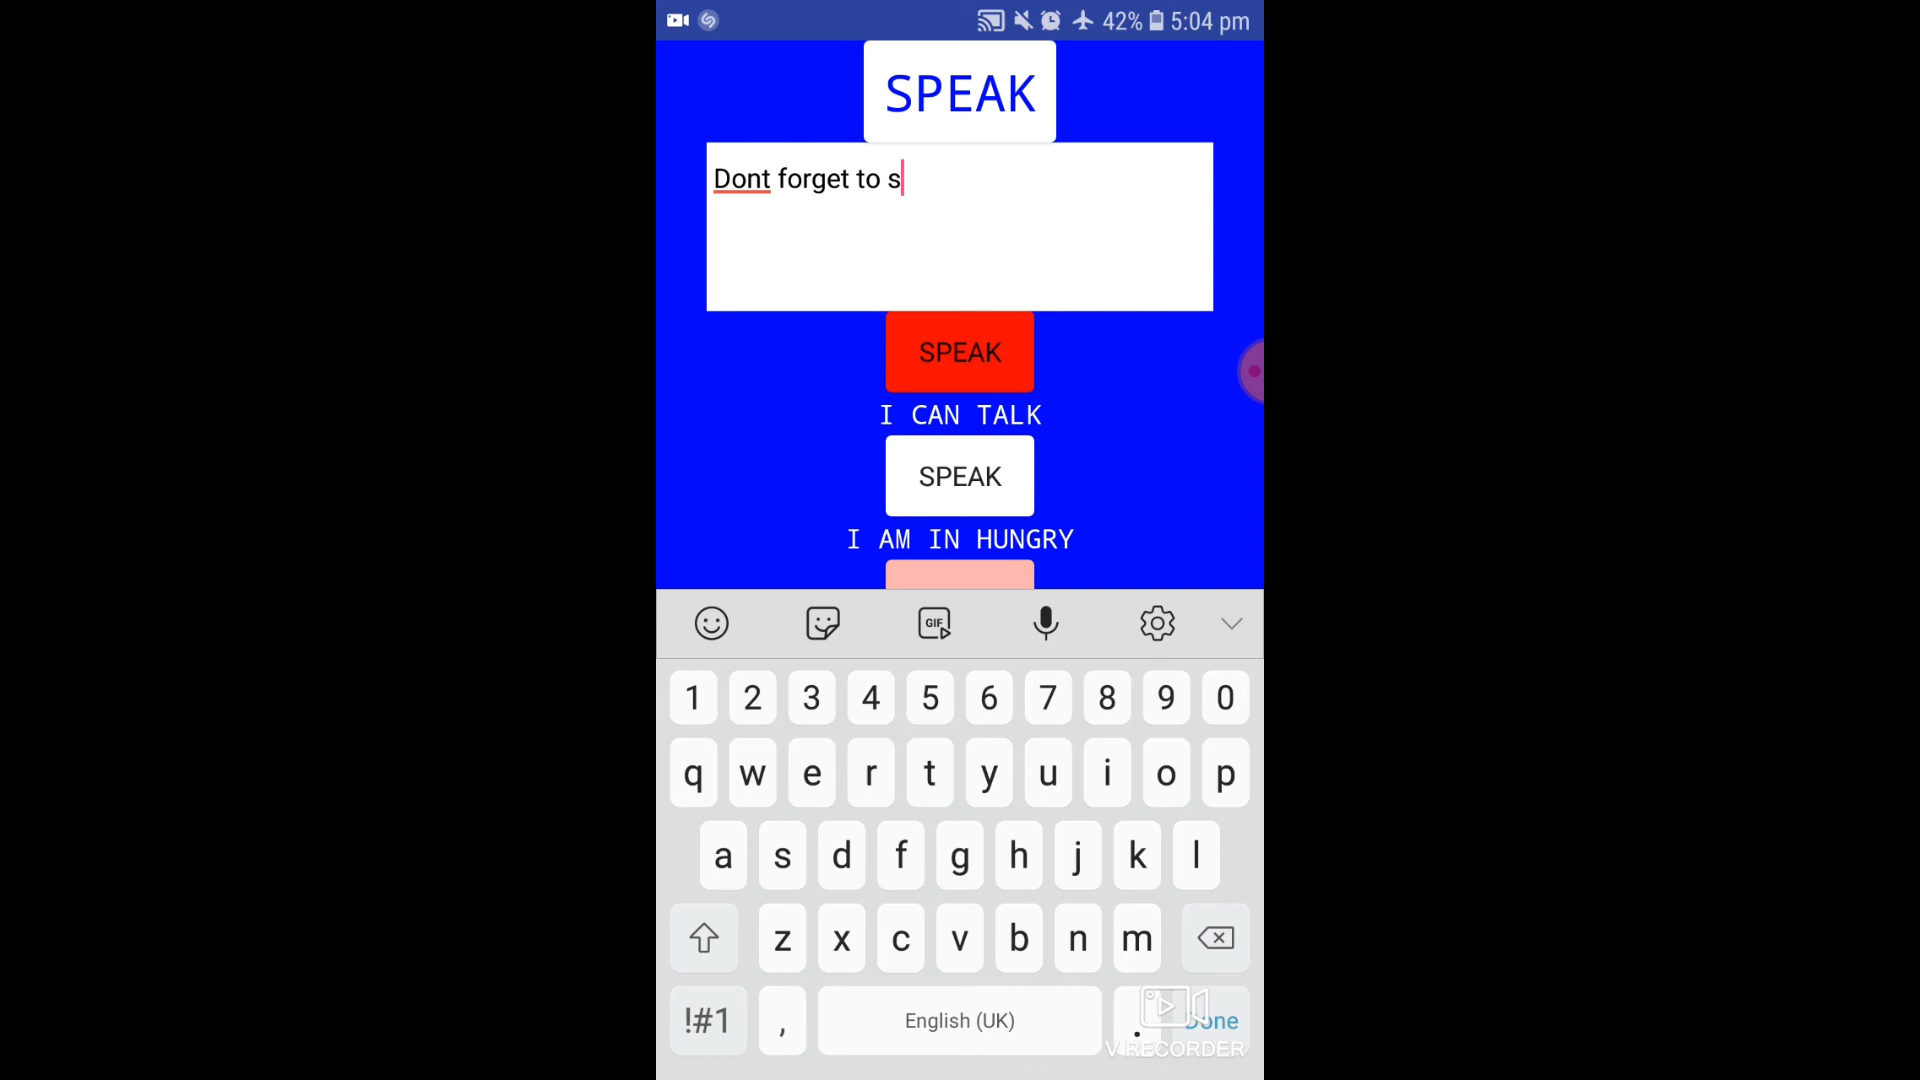 42% 5:04 pm
SPEAK
Dont forget to s
SPEAK
I CAN TALK
SPEAK
I AM IN HUNGRY
GIF
1 2 3 4 5 6 7 8 9 0
q w e r t y u i o p
a s d f g h j k l
z x c v b n m
!#1 , English (UK) . Done
V RECORDER